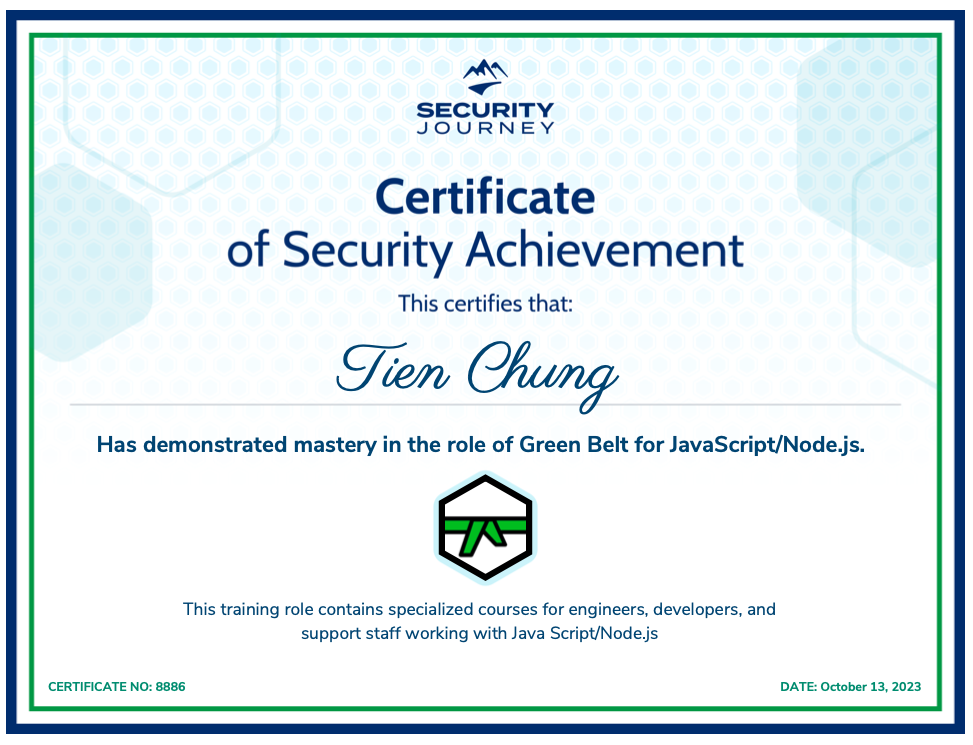 SECURITY
JOURNEY
Certificate
of Security Achievement
This certifies that:
Tien Chung
Has demonstrated mastery in the role of Green Belt for JavaScript/Node.js.
This training role contains specialized courses for engineers, developers, and
support staff working with Java Script/Node.js
CERTIFICATE NO: 8886
DATE: October 13, 2023